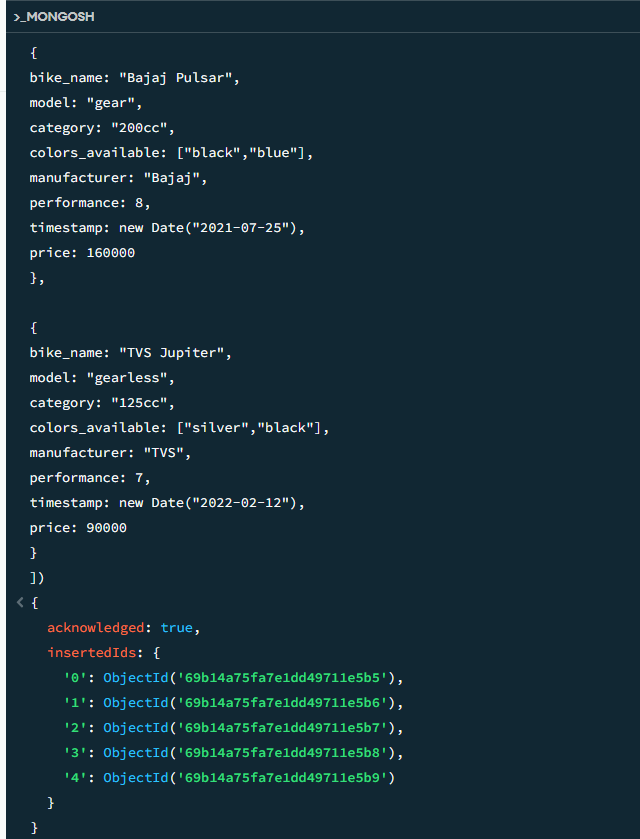 >_MONGOSH
{
bike_name: "Bajaj Pulsar",
model: "gear",
category: "200cc",
colors_available: ["black","blue"],
manufacturer: "Bajaj",
performance: 8,
timestamp: new Date("2021-07-25"),
price: 160000
},
{
bike_name: "TVS Jupiter",
model: "gearless",
category: "125cc",
colors_available: ["silver","black"],
manufacturer: "TVS",
performance: 7,
timestamp: new Date("2022-02-12"),
price: 90000
}
])
< {
acknowledged: true,
insertedIds: {
'0': ObjectId('69b14a75fa7e1dd49711e5b5'),
'1': ObjectId('69b14a75fa7e1dd49711e5b6'),
'2': ObjectId('69b14a75fa7e1dd49711e5b7'),
'3': ObjectId('69b14a75fa7e1dd49711e5b8'),
'4': ObjectId('69b14a75fa7e1dd49711e5b9')
}
}